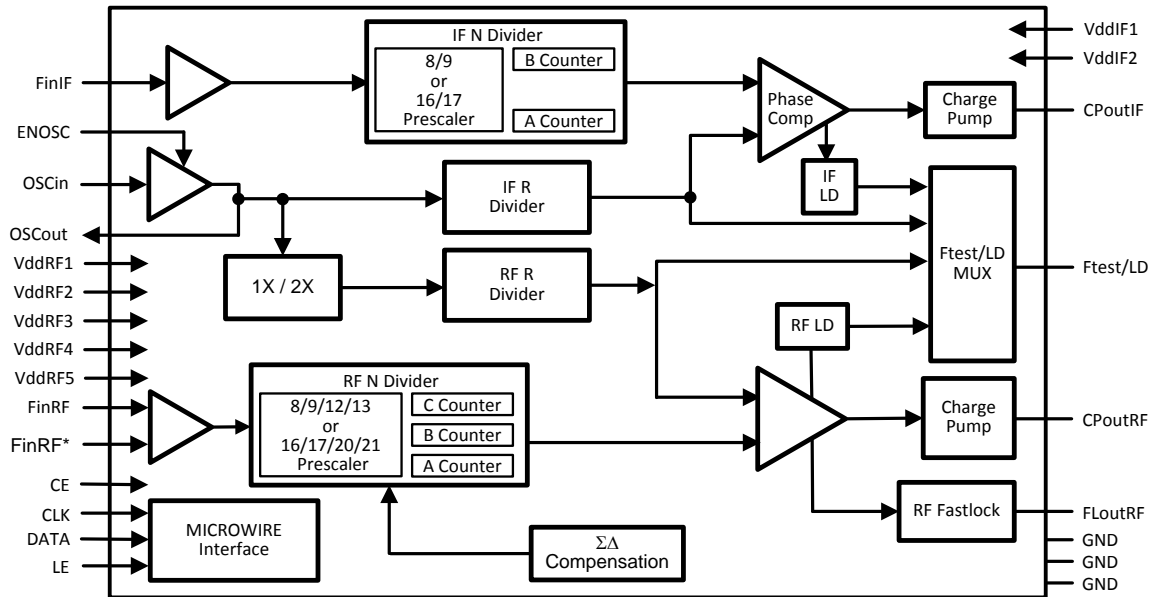 FinIF
ENOSC
OSCin
OSCout
VddRF1
VddRF2
VddRF3
VddRF4
VddRF5
FinRF
FinRF*
CE
CLK
DATA
LE
IF N Divider
8/9
or
16/17
Prescaler
B Counter
A Counter
Phase
Comp
Charge
Pump
IF
LD
IF R
Divider
1X / 2X
RF R
Divider
Ftest/LD
MUX
RF LD
RF N Divider
8/9/12/13
or
16/17/20/21
Prescaler
C Counter
B Counter
A Counter
Charge
Pump
RF Fastlock
MICROWIRE
Interface
ΣΔ
Compensation
VddIF1
VddIF2
CPoutIF
Ftest/LD
CPoutRF
FLoutRF
GND
GND
GND